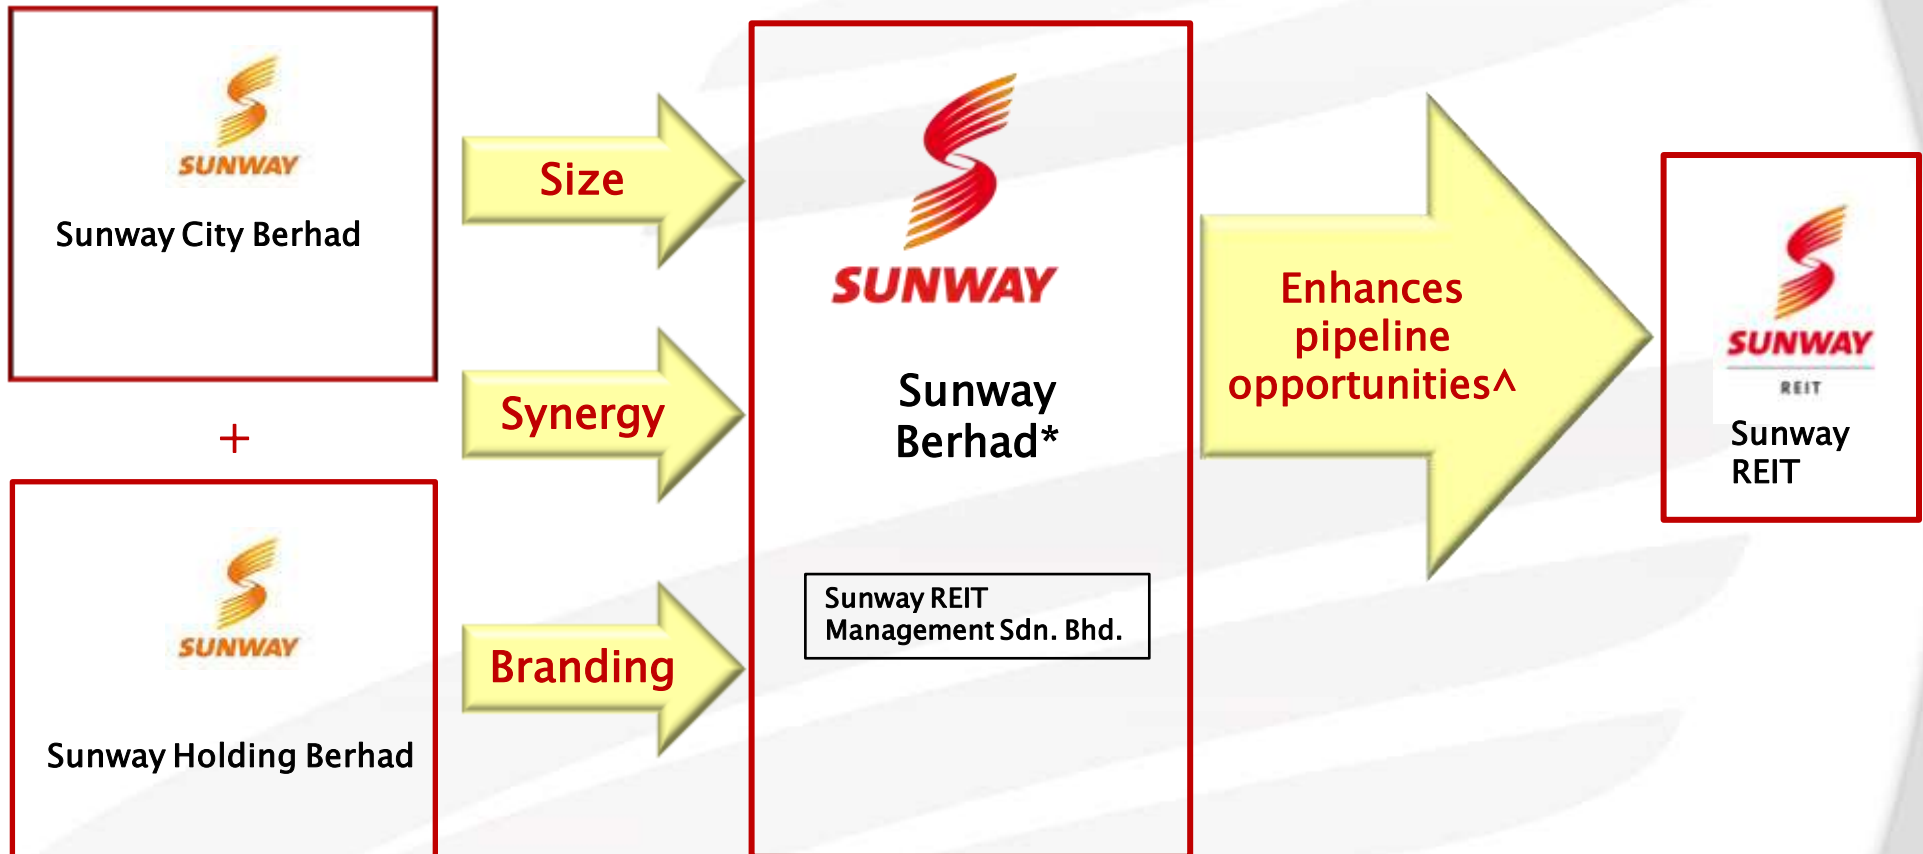 SUNWAY
Sunway City Berhad
+
SUNWAY
Sunway Holding Berhad
Size
Synergy
Branding
SUNWAY
Sunway
Berhad*
Sunway REIT
Management Sdn. Bhd.
Enhances
pipeline
opportunities^
SUNWAY
REIT
Sunway
REIT